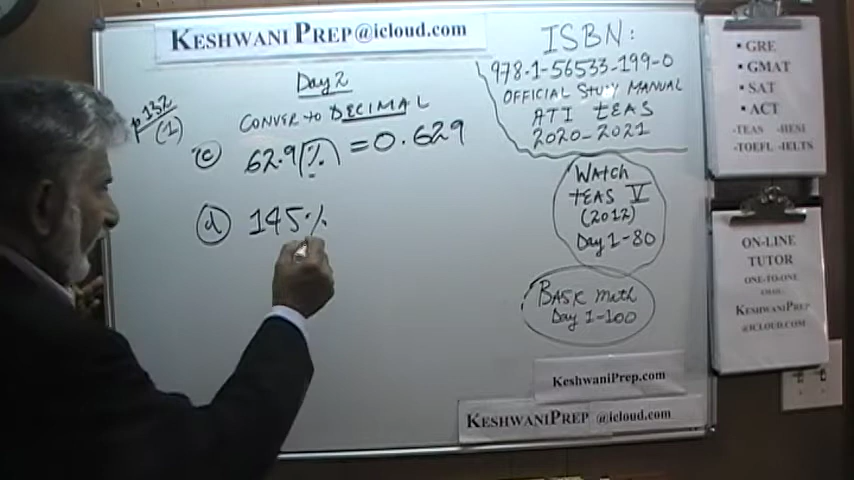 KESHWANIPREP@icloud.com
Day 2
p 132
(-1)
CONVER TO DECIMAL
(c) 62.9% = 0.629
(d) 145%
ISBN:
978-1-56533-199-0
OFFICIAL STUDY MANUAL
ATI TEAS
2020-2021
WATCH
TEAS V
(2012)
Day 1-80
BASIC Math
Day 1-100
KeshwaniPrep.com
KESHWANIPREP @icloud.com
• GRE
• GMAT
• SAT
• ACT
-TEAS -HESI
-TOEFL -IELTS
ON-LINE
TUTOR
ONE-TO-ONE
KESHWANIPREP
@ICLOUD.COM